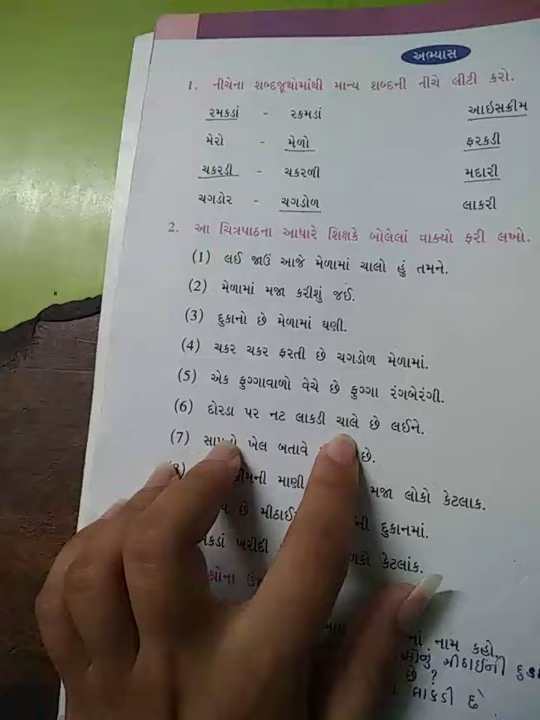 અભ્યાસ
1. નીચેના શબ્દજૂથોમાંથી માન્ય શબ્દની નીચે લીટી કરો.
રમકડાં - રકમડાં આઇસક્રીમ
મેરો - મેળો ફરકડી
ચકરડી - ચકરળી મદારી
ચગડોર - ચગડોળ લાકરી
2. આ ચિત્રપાઠના આધારે શિક્ષકે બોલેલાં વાક્યો ફરી લખો.
(1) લઈ જાઉં આજે મેળામાં ચાલો હું તમને.
(2) મેળામાં મજા કરીશું જઈ.
(3) દુકાનો છે મેળામાં ઘણી.
(4) ચકર ચકર ફરતી છે ચગડોળ મેળામાં.
(5) એક ફુગ્ગાવાળો વેચે છે ફુગ્ગા રંગબેરંગી.
(6) દોરડા પર નટ લાકડી ચાલે છે લઈને.
(7) ખેલ બતાવે છે.
માણી મજા લોકો કેટલાક.
છે દુકાનમાં.
ખરીદી કેટલાંક.
નામ કહો.
મીઠાઈની
છે ?
લાકડી